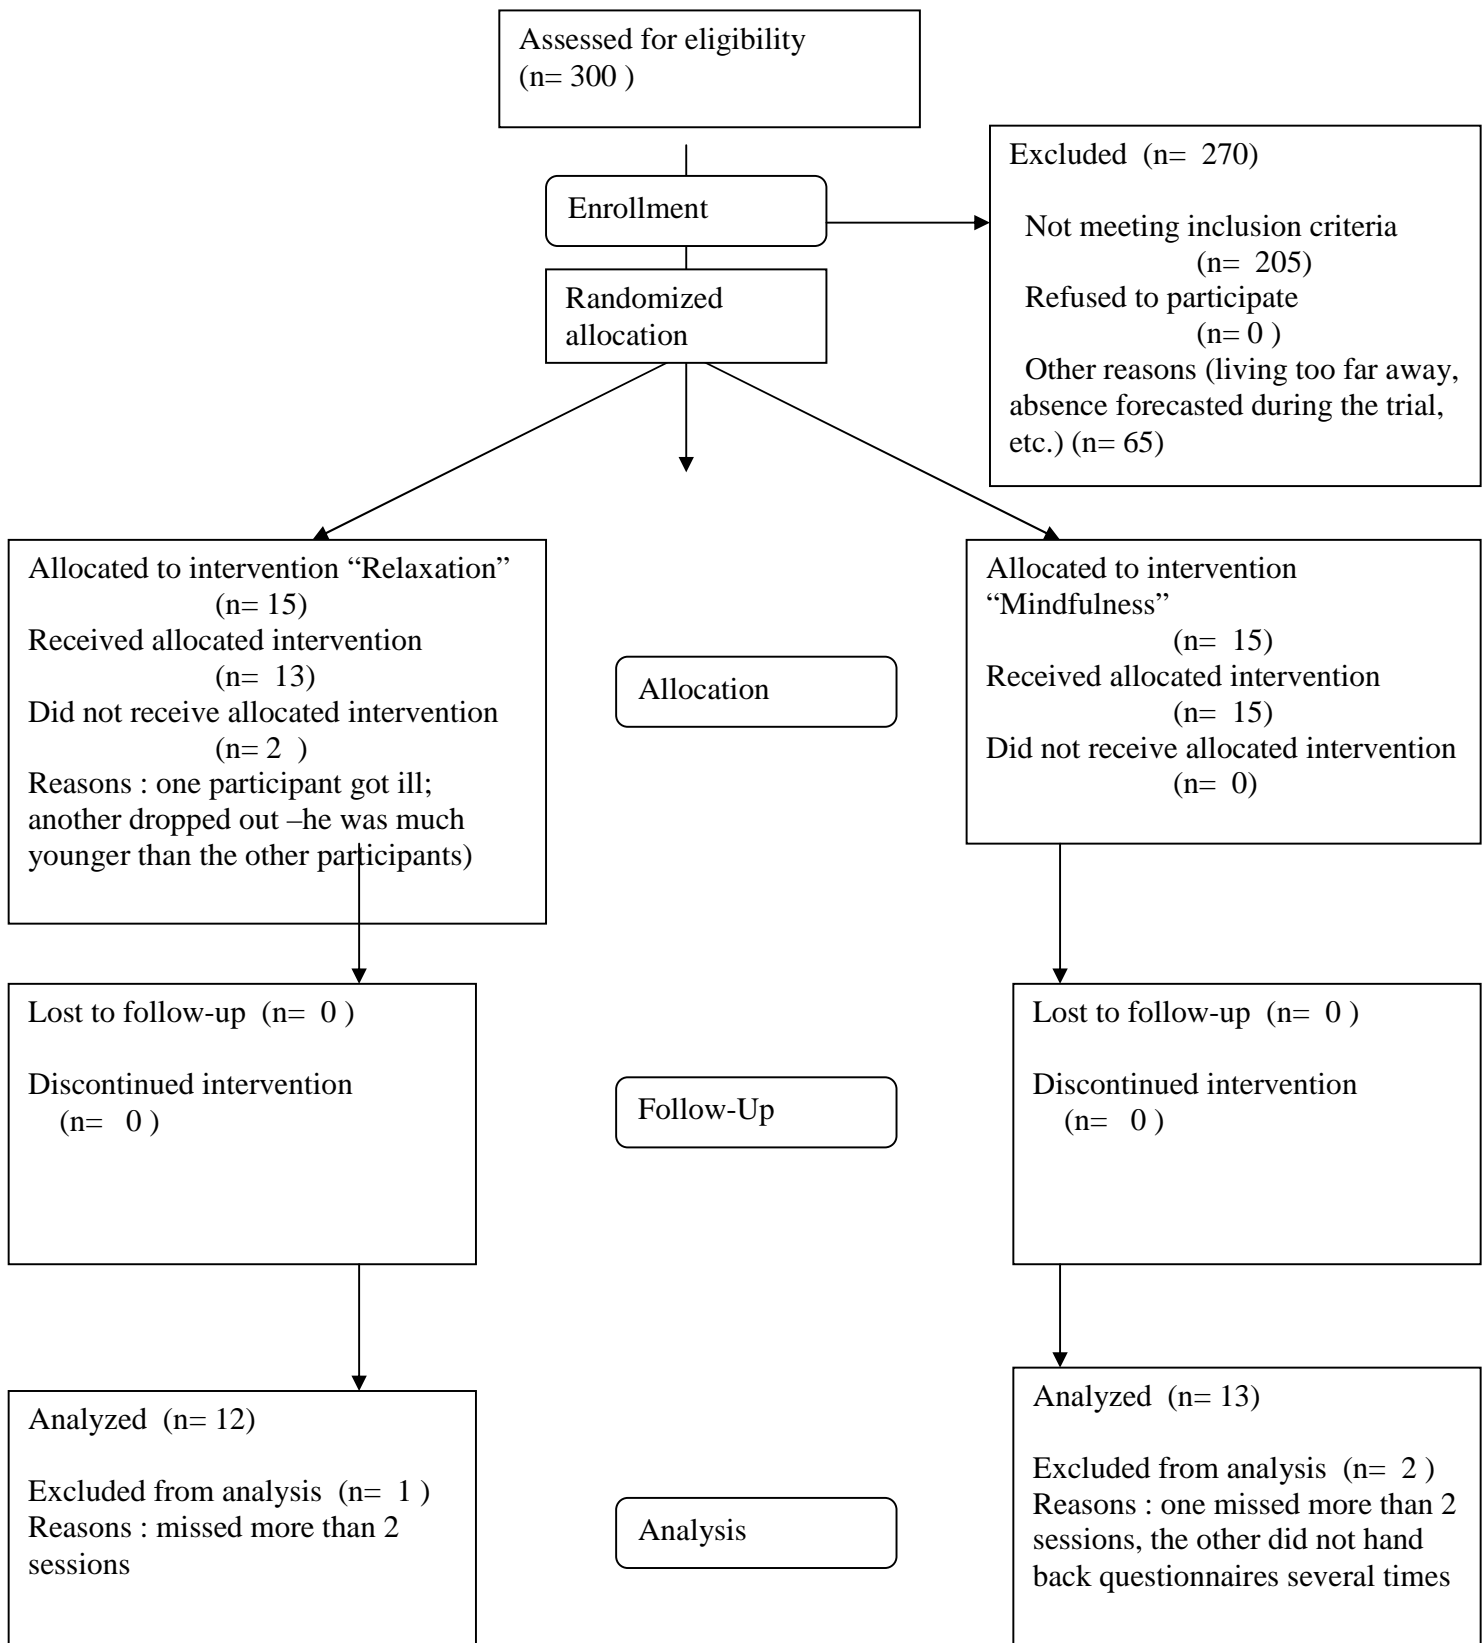 Assessed for eligibility
(n= 300 )
Excluded (n= 270)
Not meeting inclusion criteria
(n= 205)
Refused to participate
(n= 0 )
Other reasons (living too far away,
absence forecasted during the trial,
etc.) (n= 65)
Enrollment
Randomized
allocation
Allocated to intervention “Relaxation”
(n= 15)
Received allocated intervention
(n= 13)
Did not receive allocated intervention
(n= 2 )
Reasons : one participant got ill;
another dropped out –he was much
younger than the other participants)
Allocation
Allocated to intervention
“Mindfulness”
(n= 15)
Received allocated intervention
(n= 15)
Did not receive allocated intervention
(n= 0)
Lost to follow-up (n= 0 )
Discontinued intervention
(n= 0 )
Follow-Up
Lost to follow-up (n= 0 )
Discontinued intervention
(n= 0 )
Analyzed (n= 12)
Excluded from analysis (n= 1 )
Reasons : missed more than 2
sessions
Analysis
Analyzed (n= 13)
Excluded from analysis (n= 2 )
Reasons : one missed more than 2
sessions, the other did not hand
back questionnaires several times